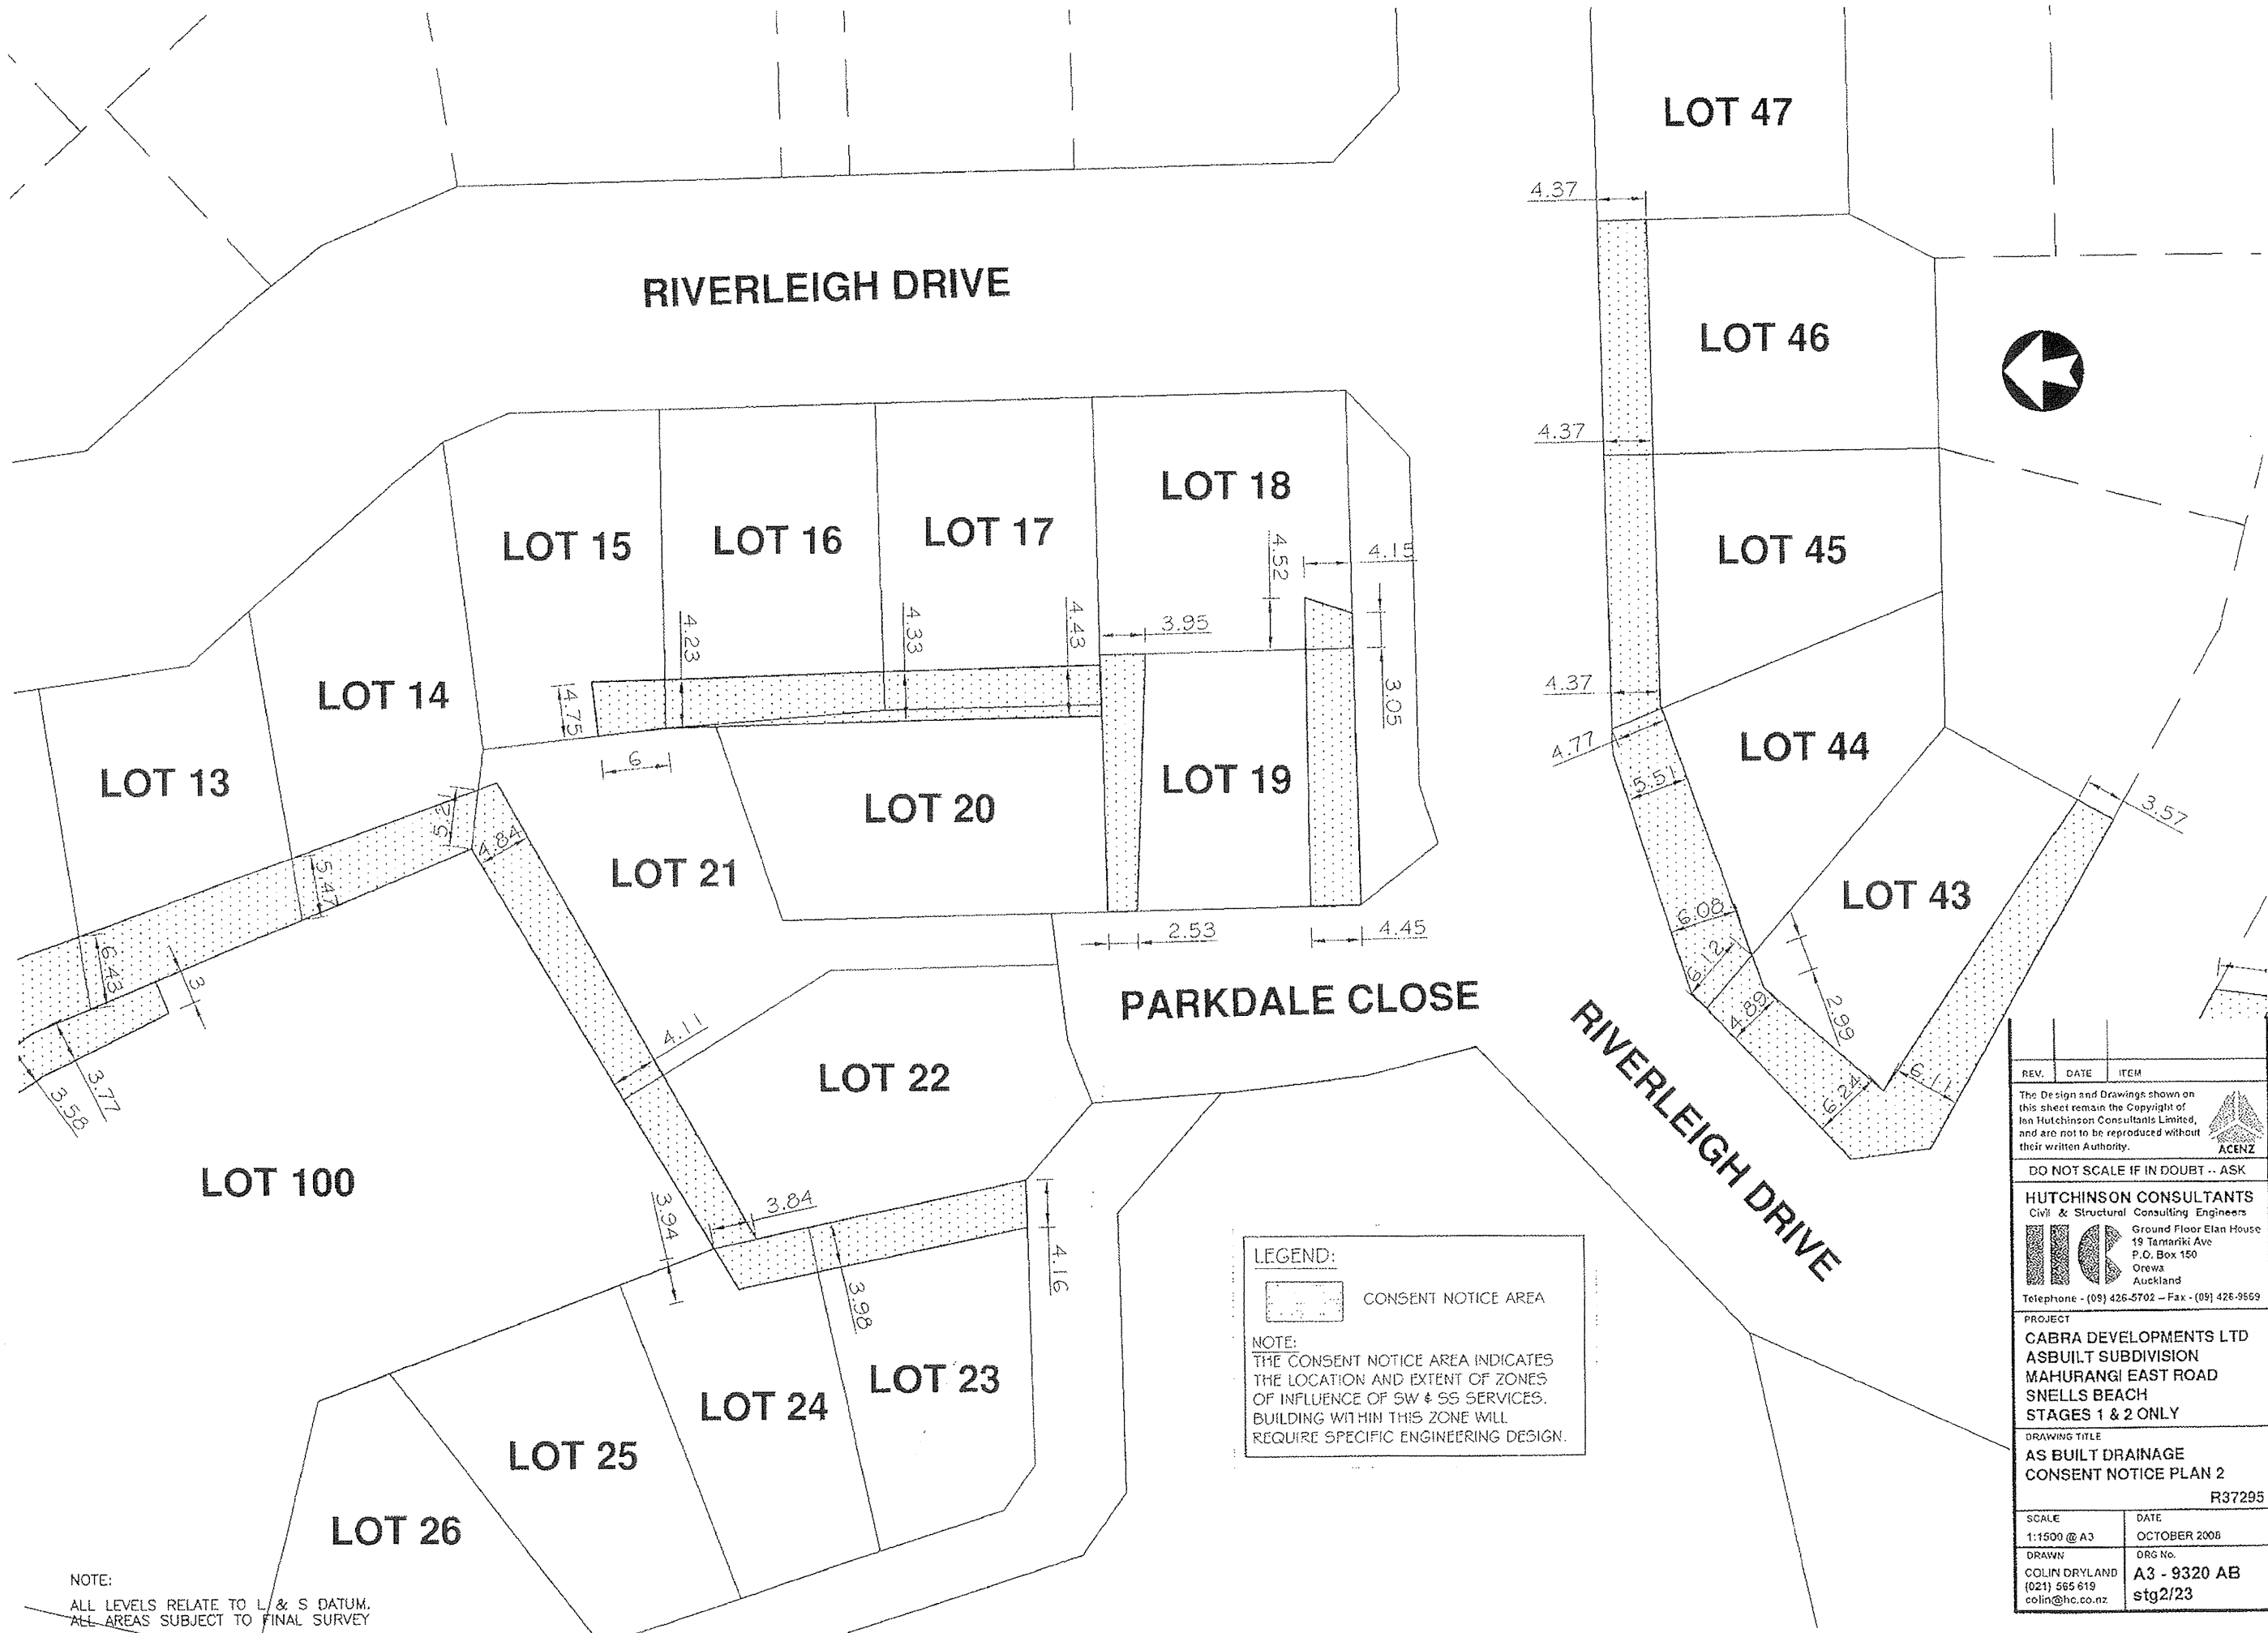 LOT 47
4.37
RIVERLEIGH DRIVE
LOT 46
4.37
LOT 18
LOT 15
LOT 16
LOT 17
4.52
4.15
LOT 45
4.23
4.33
4.43
3.95
LOT 14
4.75
3.05
4.37
4.77
LOT 44
6
LOT 13
LOT 19
LOT 20
5.51
3.57
5.21
4.84
LOT 21
5.47
LOT 43
6.08
2.53
4.45
6.43
3
6.12
4.89
2.99
PARKDALE CLOSE
RIVERLEIGH DRIVE
4.11
3.77
3.58
LOT 22
6.24
6.11
LOT 100
3.94
3.84
4.16
3.98
LOT 23
LOT 24
LOT 25
LOT 26
LEGEND:
CONSENT NOTICE AREA
NOTE:
THE CONSENT NOTICE AREA INDICATES
THE LOCATION AND EXTENT OF ZONES
OF INFLUENCE OF SW & SS SERVICES.
BUILDING WITHIN THIS ZONE WILL
REQUIRE SPECIFIC ENGINEERING DESIGN.
NOTE:
ALL LEVELS RELATE TO L & S DATUM.
ALL AREAS SUBJECT TO FINAL SURVEY
REV. DATE ITEM
The Design and Drawings shown on
this sheet remain the Copyright of
Ian Hutchinson Consultants Limited,
and are not to be reproduced without
their written Authority.
ACENZ
DO NOT SCALE IF IN DOUBT -- ASK
HUTCHINSON CONSULTANTS
Civil & Structural Consulting Engineers
Ground Floor Elan House
19 Tamariki Ave
P.O. Box 150
Orewa
Auckland
Telephone - (09) 426-5702 – Fax - (09) 426-9669
PROJECT
CABRA DEVELOPMENTS LTD
ASBUILT SUBDIVISION
MAHURANGI EAST ROAD
SNELLS BEACH
STAGES 1 & 2 ONLY
DRAWING TITLE
AS BUILT DRAINAGE
CONSENT NOTICE PLAN 2
R37295
SCALE
1:1500 @ A3
DATE
OCTOBER 2008
DRAWN
COLIN DRYLAND
(021) 565 619
colin@hc.co.nz
DRG No.
A3 - 9320 AB
stg2/23